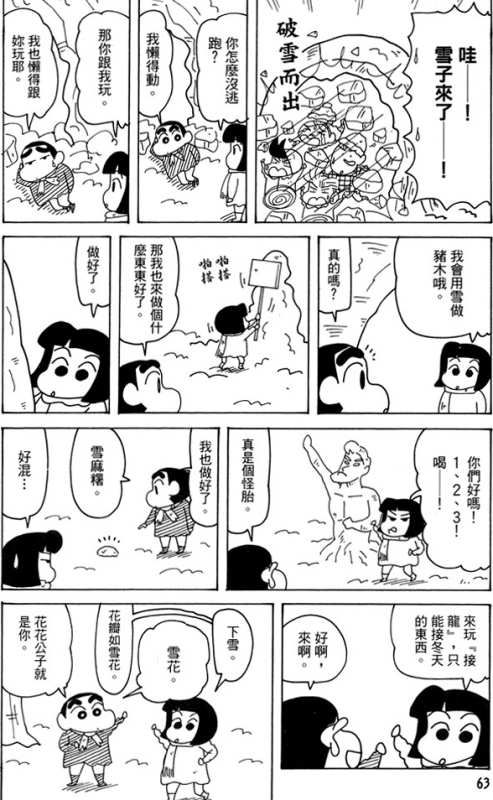 哇——！
雪子來了——！
破雪而出
你怎麼沒逃
跑？
我懶得動。
那你跟我玩。
我也懶得跟
妳玩耶。
我會用雪做
豬木哦。
真的嗎？
啪搭
啪搭
那我也來做個什
麼東東好了。
做好了。
你們好嗎！
1、2、3！
喝——！
真是個怪胎。
我也做好了。
雪麻糬。
好混…
來玩『接
龍』，只
能接冬天
的東西。
好啊，
來啊。
下雪。
雪花。
花瓣如雪花。
花花公子就
是你。
63